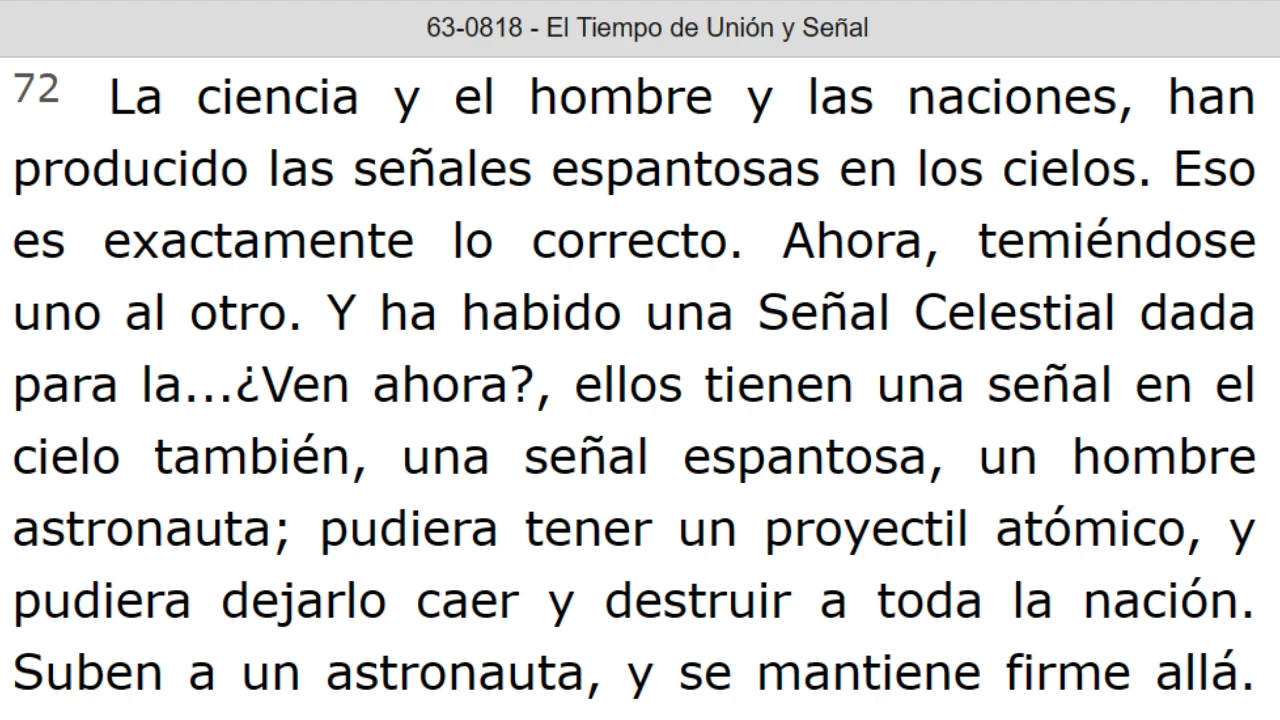 63-0818 - El Tiempo de Unión y Señal
72 La ciencia y el hombre y las naciones, han
producido las señales espantosas en los cielos. Eso
es exactamente lo correcto. Ahora, temiéndose
uno al otro. Y ha habido una Señal Celestial dada
para la...¿Ven ahora?, ellos tienen una señal en el
cielo también, una señal espantosa, un hombre
astronauta; pudiera tener un proyectil atómico, y
pudiera dejarlo caer y destruir a toda la nación.
Suben a un astronauta, y se mantiene firme allá.